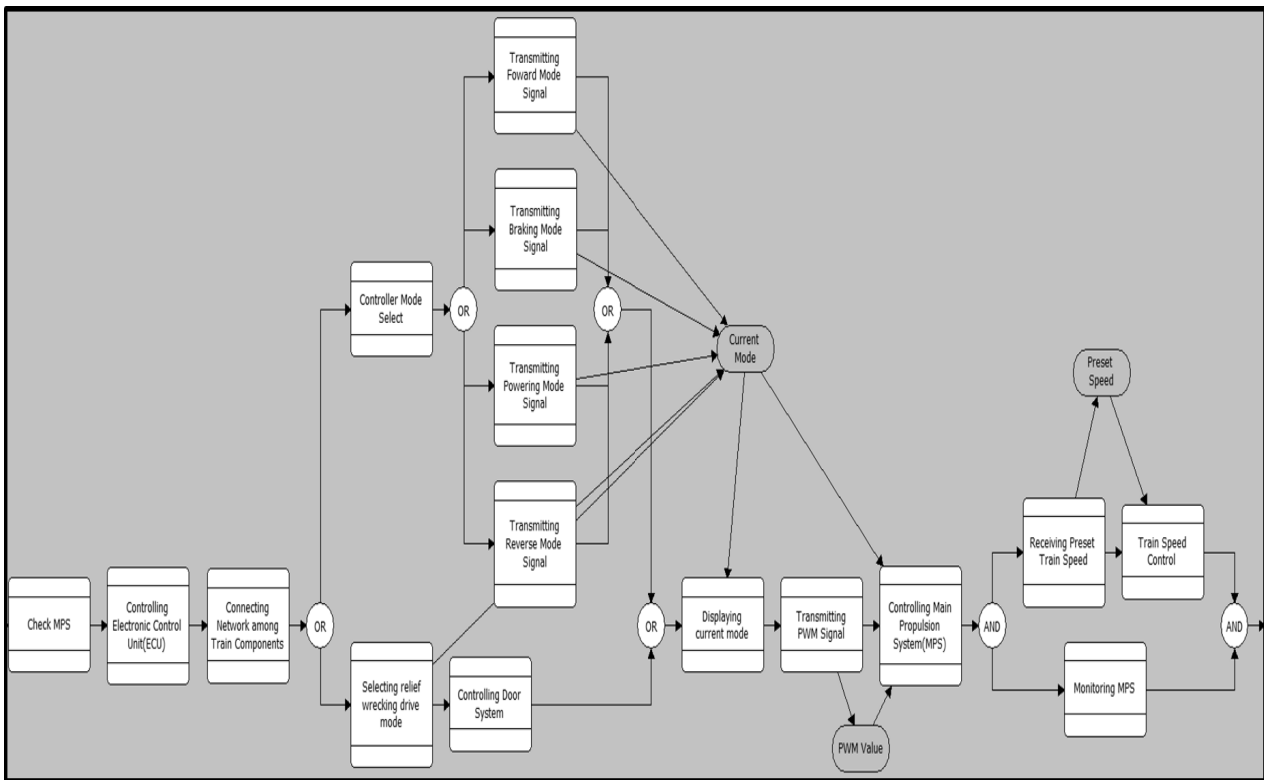 Check MPS
Controlling
Electronic Control
Unit(ECU)
Connecting
Network among
Train Components
OR
Controller Mode
Select
OR
Transmitting
Foward Mode
Signal
Transmitting
Braking Mode
Signal
Transmitting
Powering Mode
Signal
Transmitting
Reverse Mode
Signal
OR
Selecting relief
wrecking drive
mode
Controlling Door
System
OR
Current
Mode
Displaying
current mode
Transmitting
PWM Signal
PWM Value
Controlling Main
Propulsion
System(MPS)
AND
Receiving Preset
Train Speed
Preset
Speed
Train Speed
Control
Monitoring MPS
AND